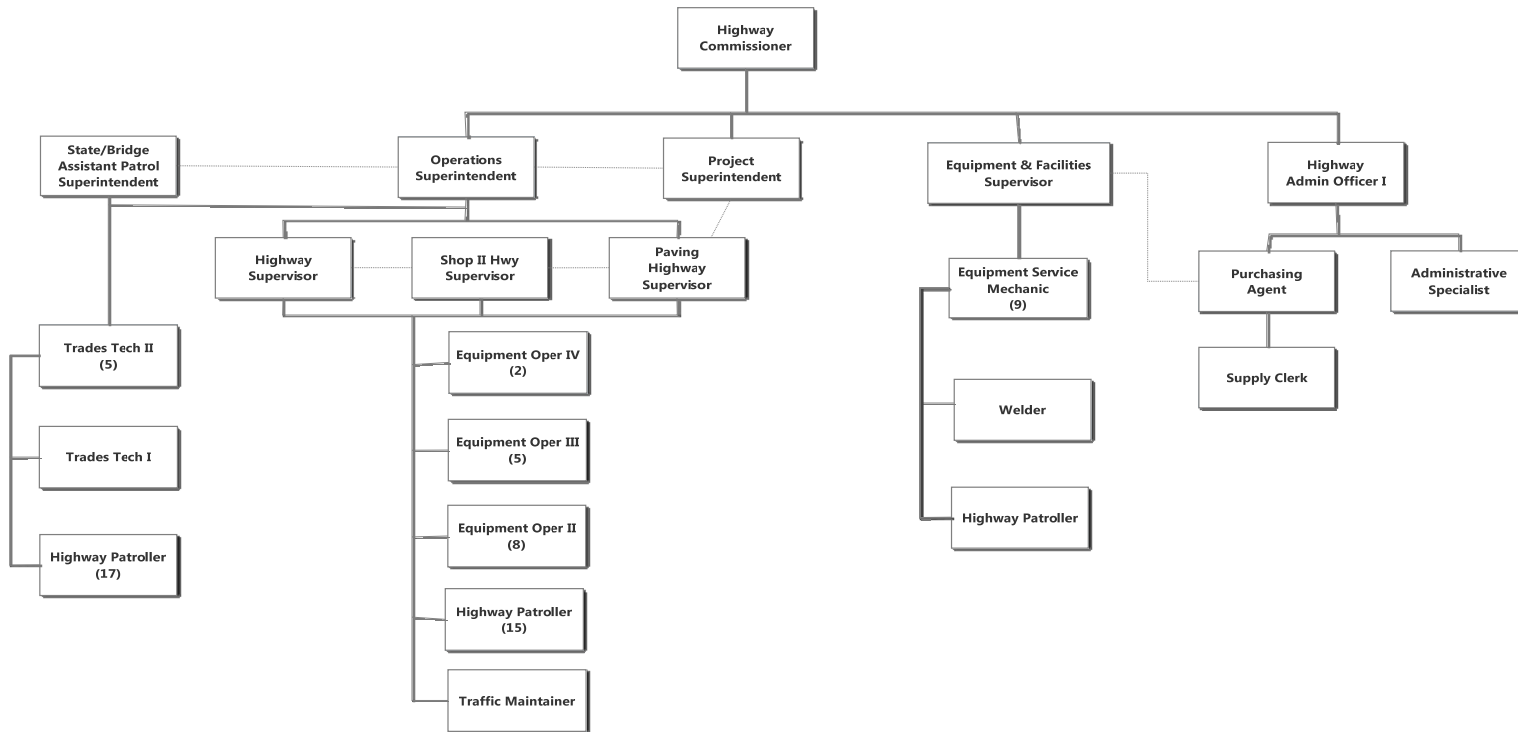 Highway
Commissioner
State/Bridge
Assistant Patrol
Superintendent
Operations
Superintendent
Project
Superintendent
Equipment & Facilities
Supervisor
Highway
Admin Officer I
Highway
Supervisor
Shop II Hwy
Supervisor
Paving
Highway
Supervisor
Equipment Service
Mechanic
(9)
Purchasing
Agent
Administrative
Specialist
Trades Tech II
(5)
Equipment Oper IV
(2)
Supply Clerk
Welder
Trades Tech I
Equipment Oper III
(5)
Highway Patroller
Equipment Oper II
(8)
Highway Patroller
(17)
Highway Patroller
(15)
Traffic Maintainer